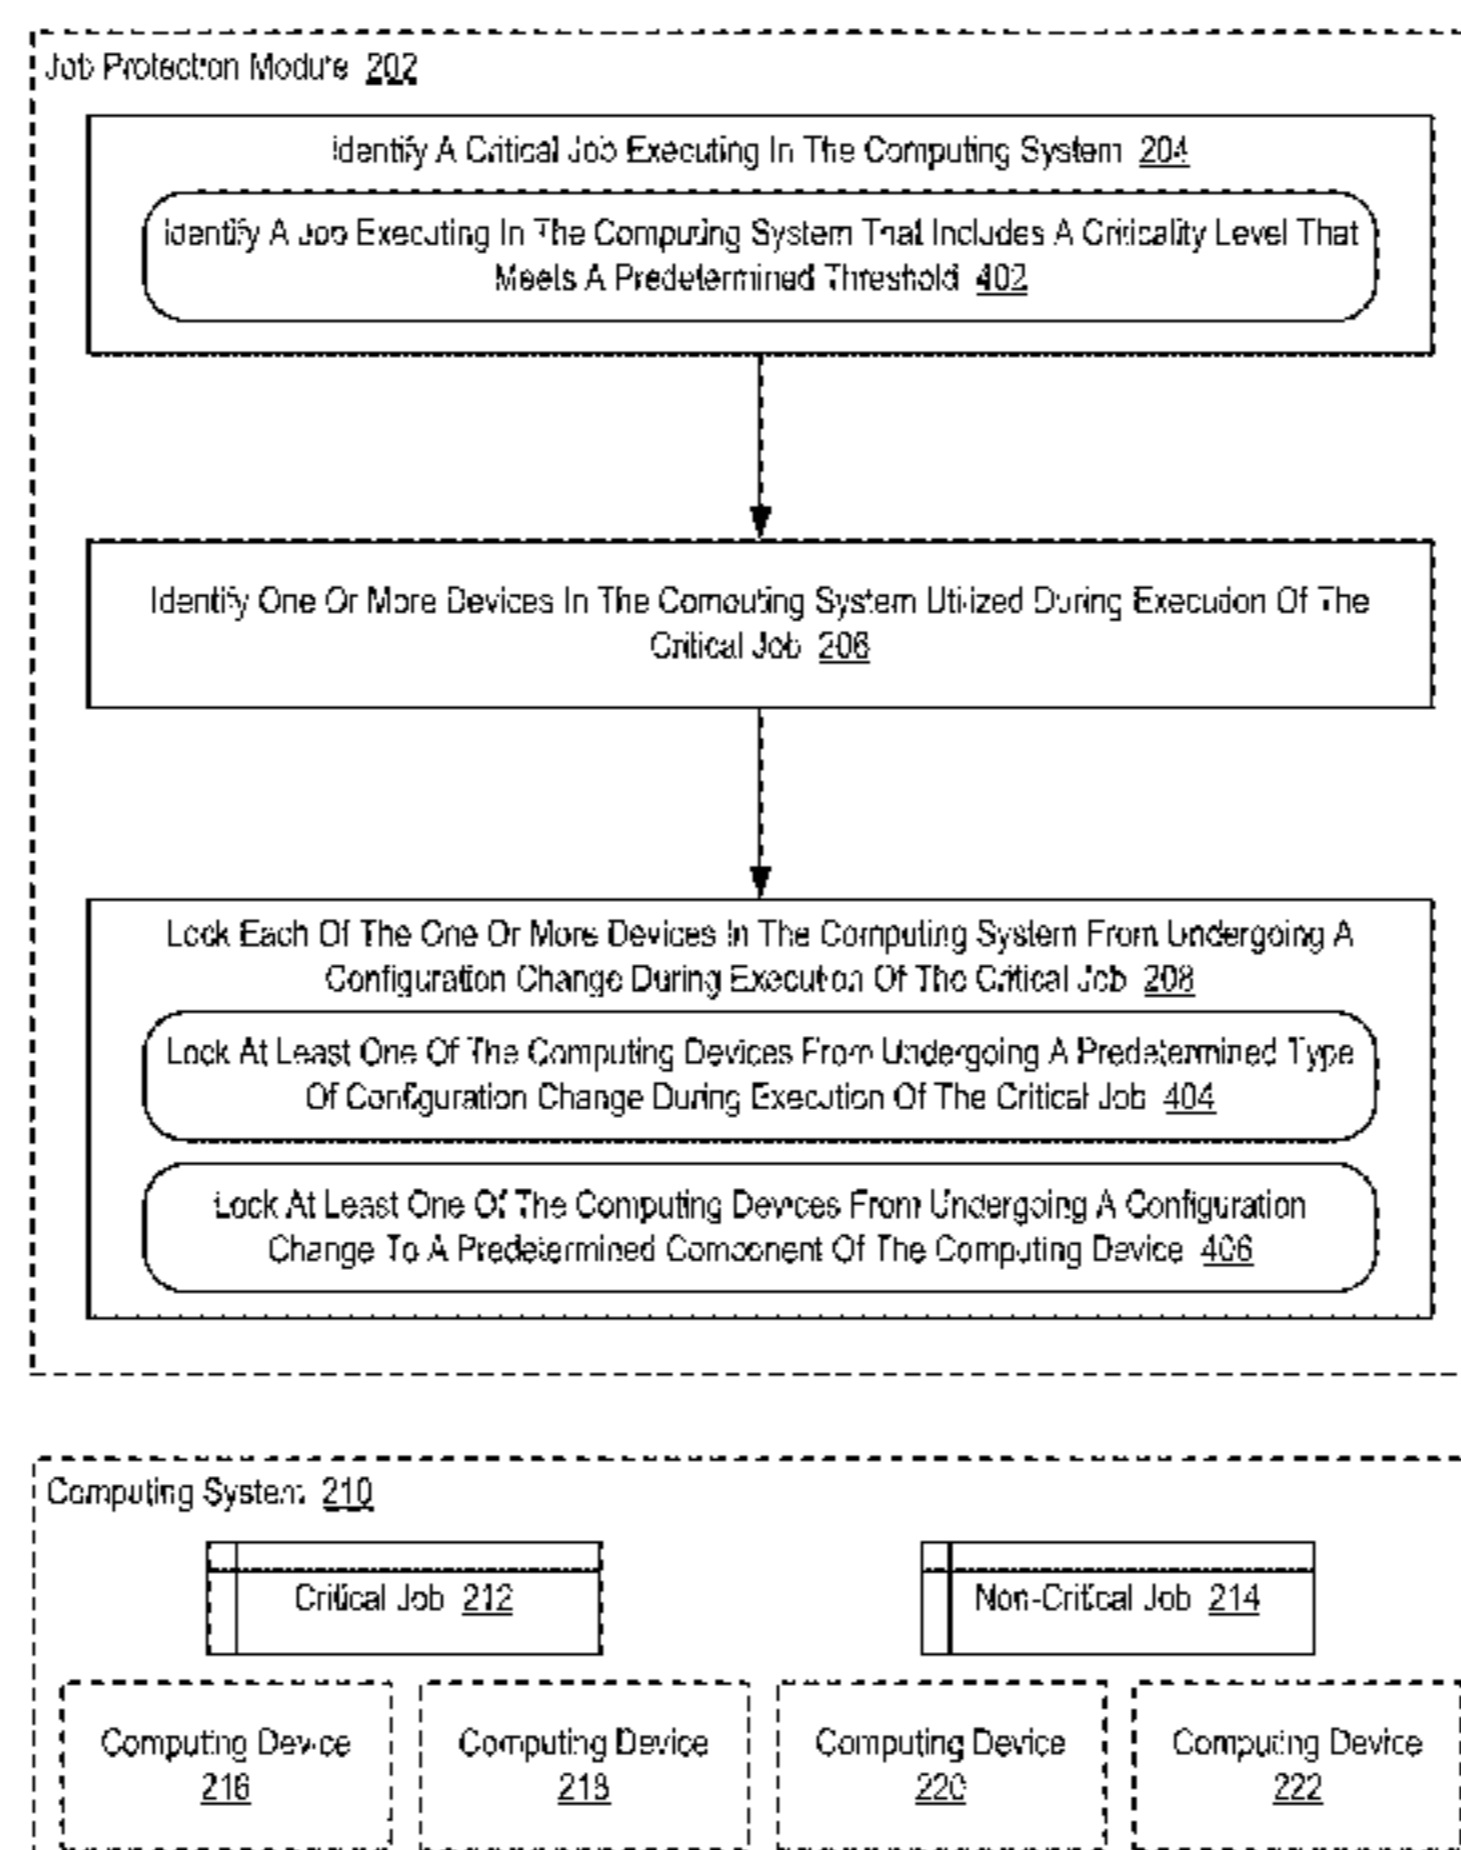 Job Protection Module 202
Identify A Critical Job Executing In The Computing System 204
Identify A Job Executing In The Computing System That Includes A Criticality Level That
Meets A Predetermined Threshold 402
Identify One Or More Devices In The Computing System Utilized During Execution Of The
Critical Job 206
Lock Each Of The One Or More Devices In The Computing System From Undergoing A
Configuration Change During Execution Of The Critical Job 208
Lock At Least One Of The Computing Devices From Undergoing A Predetermined Type
Of Configuration Change During Execution Of The Critical Job 404
Lock At Least One Of The Computing Devices From Undergoing A Configuration
Change To A Predetermined Component Of The Computing Device 406
Computing System 210
Critical Job 212
Non-Critical Job 214
Computing Device
216
Computing Device
218
Computing Device
220
Computing Device
222